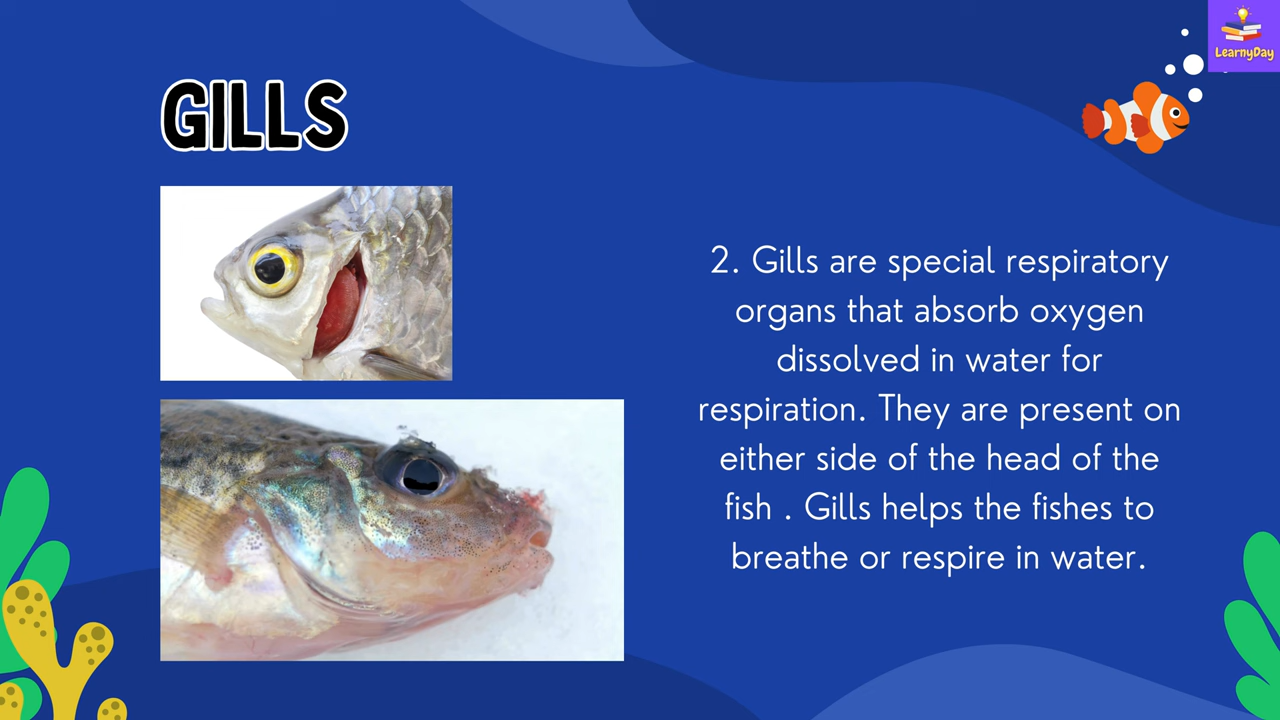 LearnyDay
GILLS
2. Gills are special respiratory
organs that absorb oxygen
dissolved in water for
respiration. They are present on
either side of the head of the
fish . Gills helps the fishes to
breathe or respire in water.